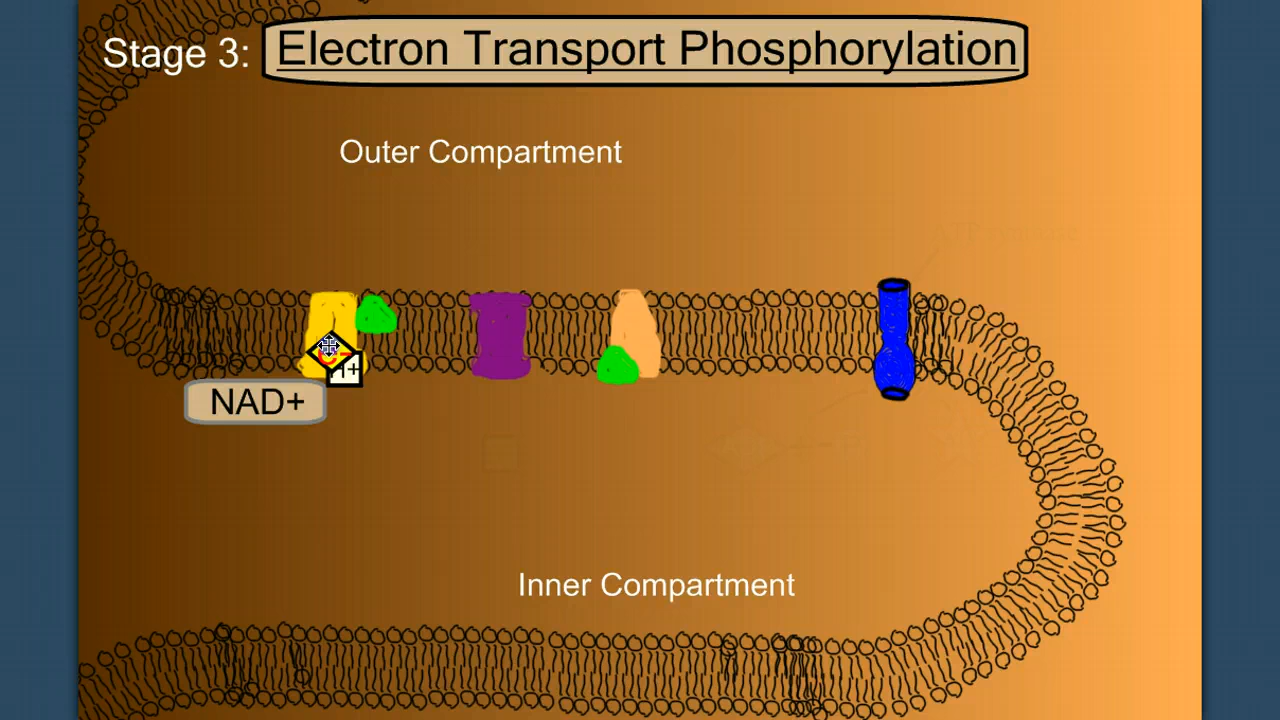 Stage 3: Electron Transport Phosphorylation
Outer Compartment
H+
NAD+
Inner Compartment